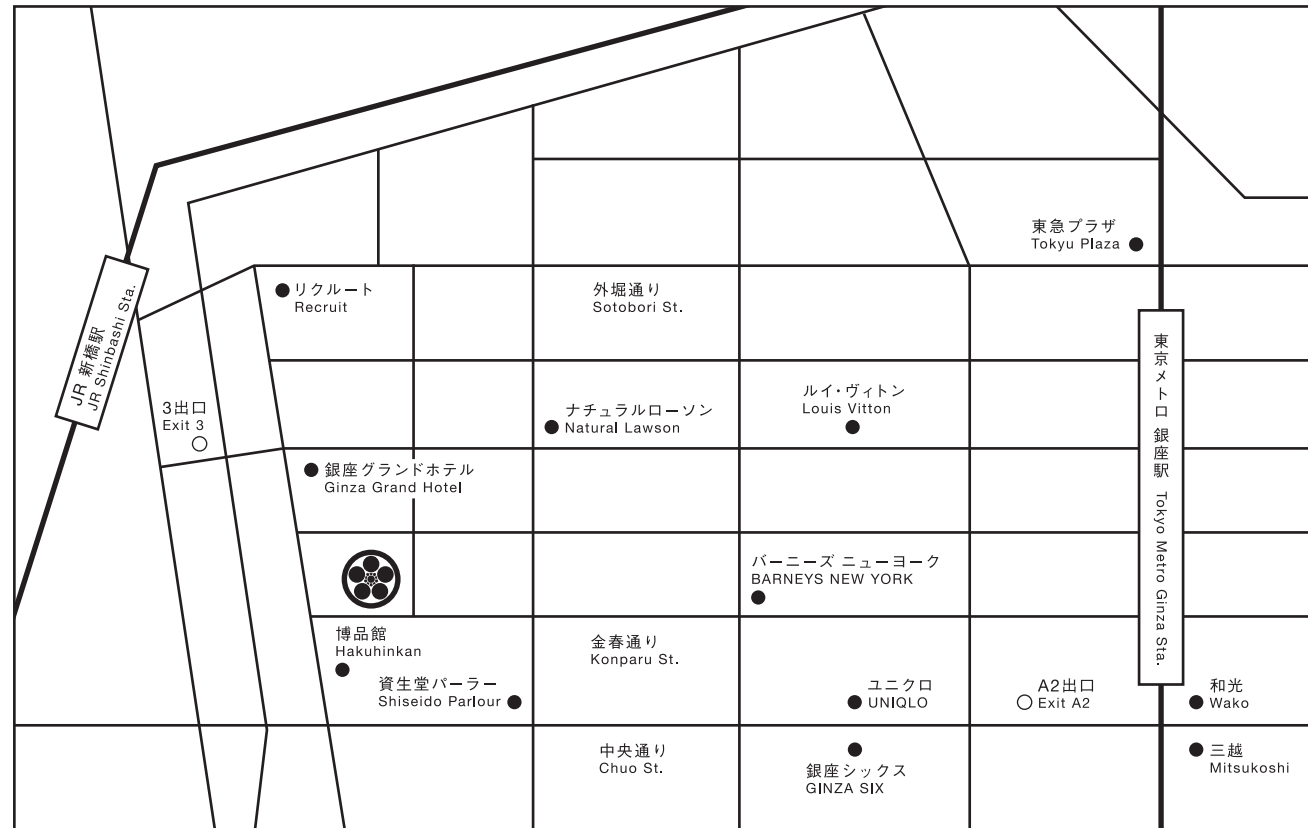 東急プラザ
Tokyu Plaza
リクルート
Recruit
外堀通り
Sotobori St.
JR 新橋駅
JR Shinbashi Sta.
3出口
Exit 3
ナチュラルローソン
Natural Lawson
ルイ・ヴィトン
Louis Vitton
東京メトロ 銀座駅 Tokyo Metro Ginza Sta.
銀座グランドホテル
Ginza Grand Hotel
バーニーズ ニューヨーク
BARNEYS NEW YORK
博品館
Hakuhinkan
金春通り
Konparu St.
資生堂パーラー
Shiseido Parlour
ユニクロ
UNIQLO
A2出口
Exit A2
和光
Wako
中央通り
Chuo St.
銀座シックス
GINZA SIX
三越
Mitsukoshi